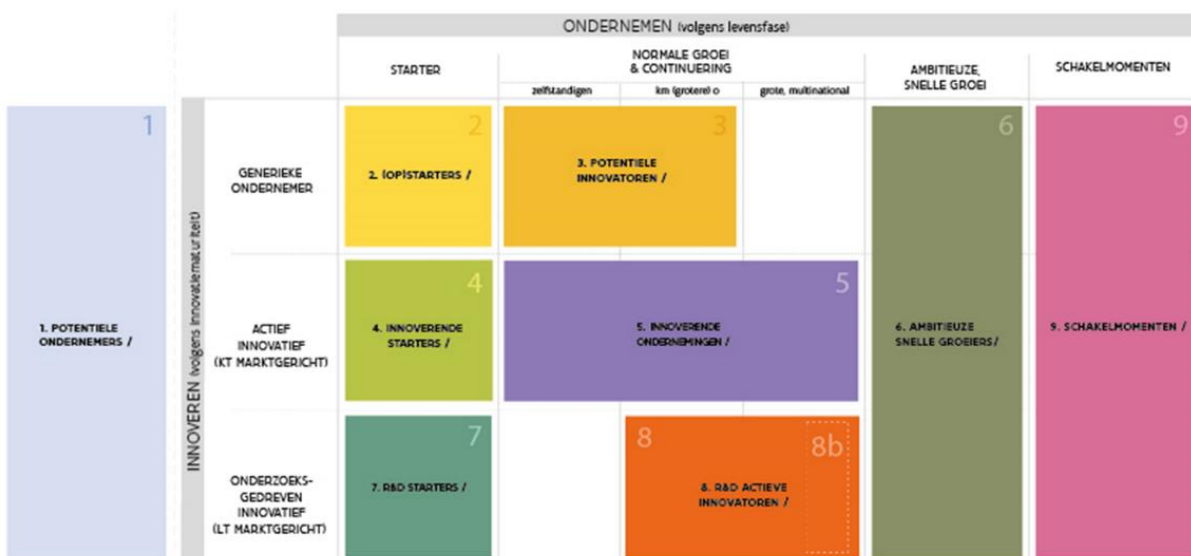 ONDERNEMEN (volgens levensfase)
STARTER
NORMALE GROEI
& CONTINUERING
AMBITIEUZE,
SNELLE GROEI
SCHAKELMOMENTEN
zelfstandigen
km (grotere) o
grote, multinational
INNOVEREN (volgens innovatiematuriteit)
1
1. POTENTIELE
ONDERNEMERS /
GENERIEKE
ONDERNEMER
2
2. (OP)STARTERS /
3
3. POTENTIELE
INNOVATOREN /
6
6. AMBITIEUZE
SNELLE GROEIERS/
9
9. SCHAKELMOMENTEN /
ACTIEF
INNOVATIEF
(KT MARKTGERICHT)
4
4. INNOVERENDE
STARTERS /
5
5. INNOVERENDE
ONDERNEMINGEN /
ONDERZOEKS-
GEDREVEN
INNOVATIEF
(LT MARKTGERICHT)
7
7. R&D STARTERS /
8
8b
8. R&D ACTIEVE
INNOVATOREN /